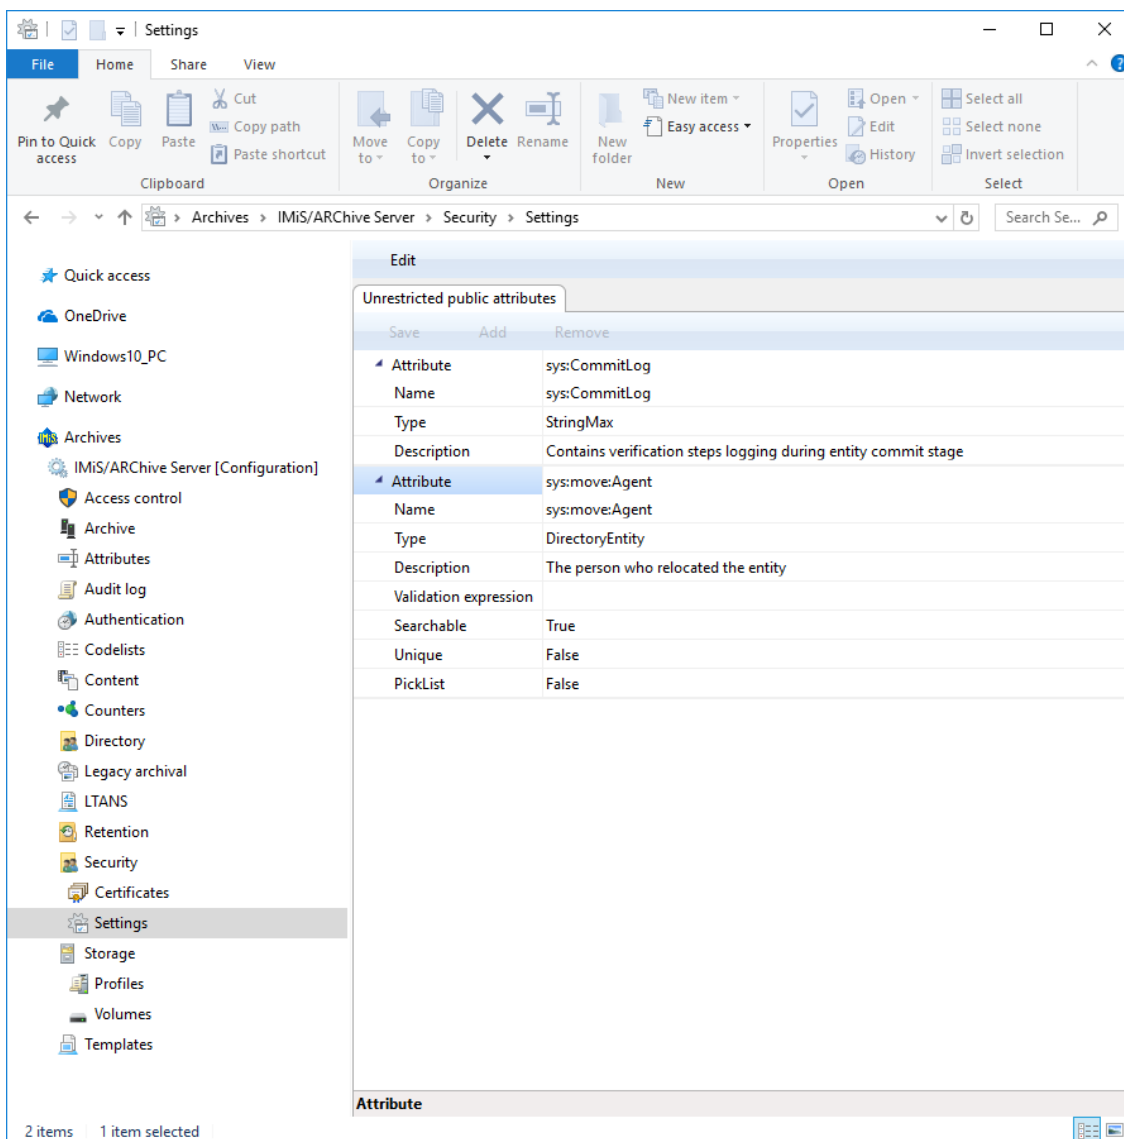 Settings
File Home Share View
Pin to Quick access
Copy
Paste
Cut
Copy path
Paste shortcut
Clipboard
Move to
Copy to
Delete
Rename
Organize
New folder
New item
Easy access
New
Properties
Open
Edit
History
Open
Select all
Select none
Invert selection
Select
Archives > IMiS/ARChive Server > Security > Settings
Search Se...
Quick access
OneDrive
Windows10_PC
Network
Archives
IMiS/ARChive Server [Configuration]
Access control
Archive
Attributes
Audit log
Authentication
Codelists
Content
Counters
Directory
Legacy archival
LTANS
Retention
Security
Certificates
Settings
Storage
Profiles
Volumes
Templates
Edit
Unrestricted public attributes
Save Add Remove
Attribute sys:CommitLog
Name sys:CommitLog
Type StringMax
Description Contains verification steps logging during entity commit stage
Attribute sys:move:Agent
Name sys:move:Agent
Type DirectoryEntity
Description The person who relocated the entity
Validation expression
Searchable True
Unique False
PickList False
Attribute
2 items 1 item selected